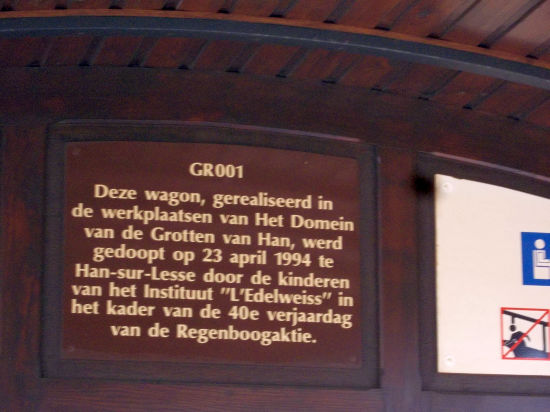 GR001
Deze wagon, gerealiseerd in
de werkplaatsen van Het Domein
van de Grotten van Han, werd
gedoopt op 23 april 1994 te
Han-sur-Lesse door de kinderen
van het Instituut "L'Edelweiss" in
het kader van de 40e verjaardag
van de Regenboogaktie.